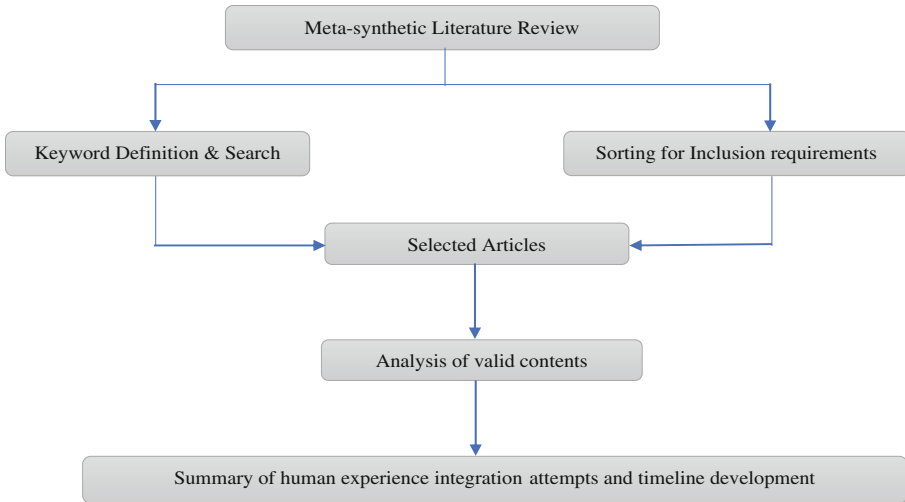 Meta-synthetic Literature Review
Keyword Definition & Search
Sorting for Inclusion requirements
Selected Articles
Analysis of valid contents
Summary of human experience integration attempts and timeline development